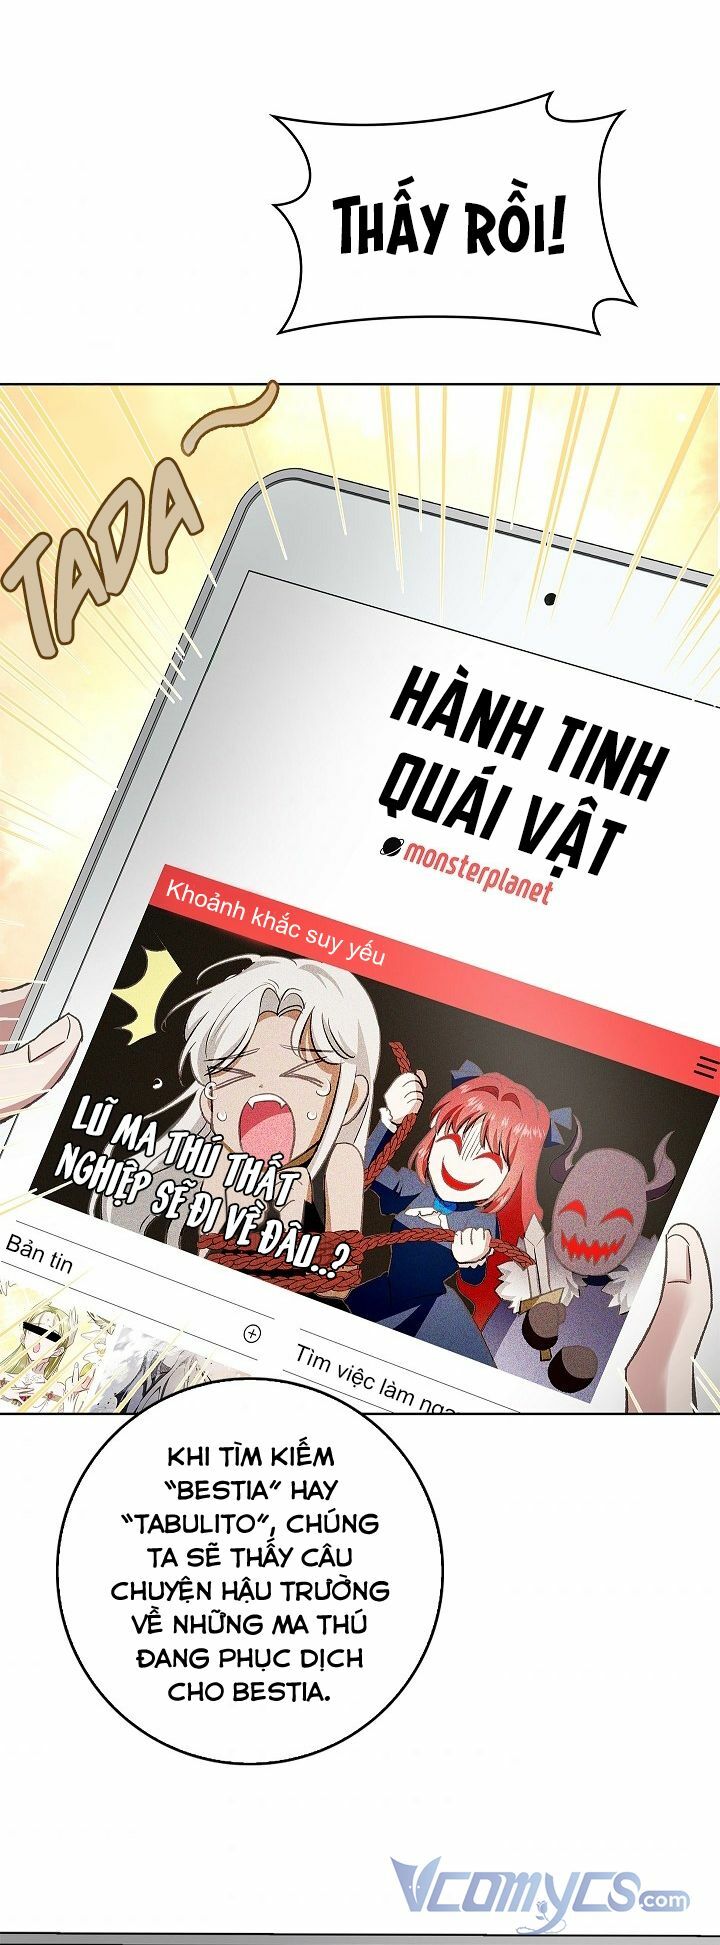 THẤY RỒI!
TADA~
HÀNH TINH
QUÁI VẬT
monsterplanet
Khoảnh khắc suy yếu
LŨ MA THÚ THẤT
NGHIỆP SẼ ĐI VỀ ĐÂU..?
Bản tin
Tìm việc làm ngay
KHI TÌM KIẾM
"BESTIA" HAY
"TABULITO", CHÚNG
TA SẼ THẤY CÂU
CHUYỆN HẬU TRƯỜNG
VỀ NHỮNG MA THÚ
ĐANG PHỤC DỊCH
CHO BESTIA.
VCOMYCS.com